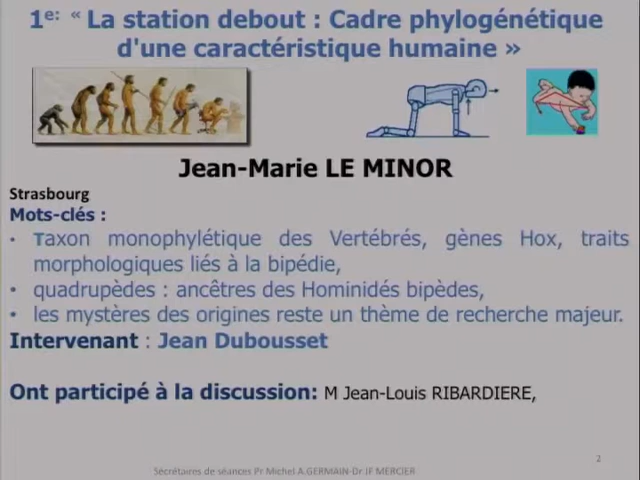 1e: " La station debout : Cadre phylogénétique
d'une caractéristique humaine »
Jean-Marie LE MINOR
Strasbourg
Mots-clés :
• Taxon monophylétique des Vertébrés, gènes Hox, traits
morphologiques liés à la bipédie,
• quadrupèdes : ancêtres des Hominidés bipèdes,
• les mystères des origines reste un thème de recherche majeur.
Intervenant : Jean Dubousset
Ont participé à la discussion: M Jean-Louis RIBARDIERE,
2
Secrétaires de séances Pr Michel A.GERMAIN-Dr JF MERCIER